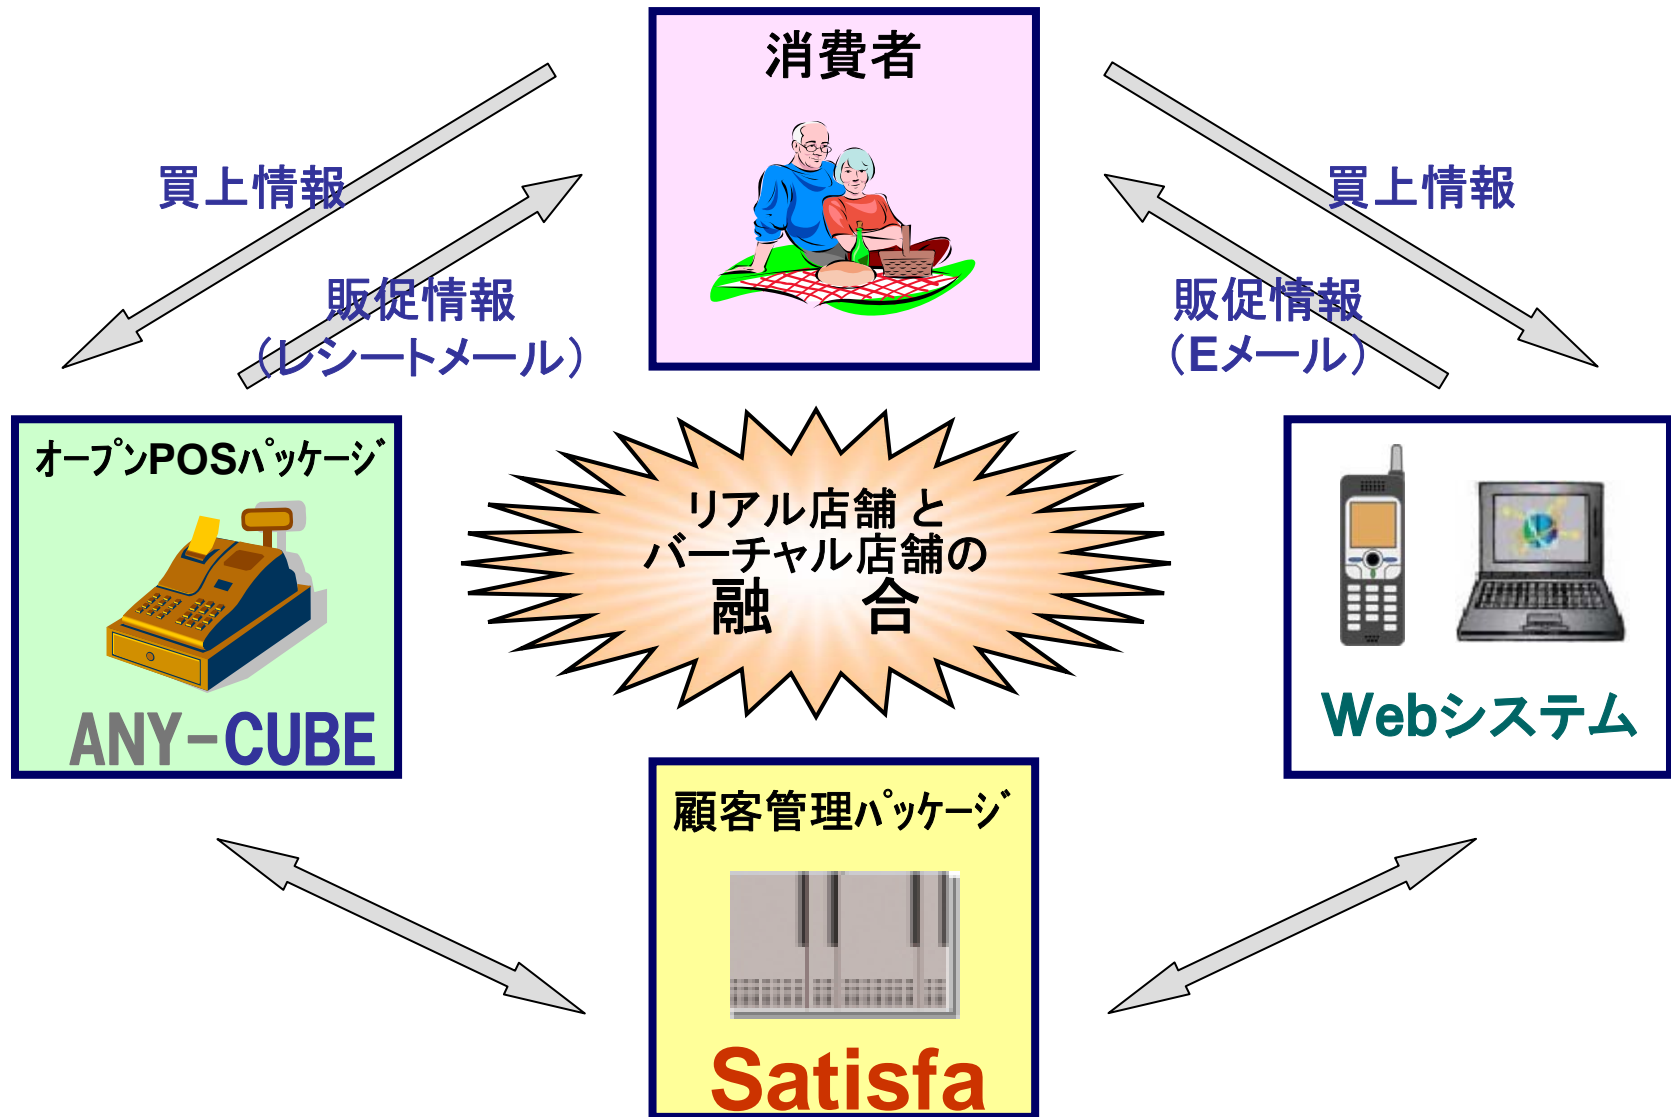 消費者
買上情報
買上情報
販促情報
（レシートメール）
販促情報
（Eメール）
オープンPOSパッケージ
ANY-CUBE
リアル店舗 と
バーチャル店舗の
融　合
Webシステム
顧客管理パッケージ
Satisfa